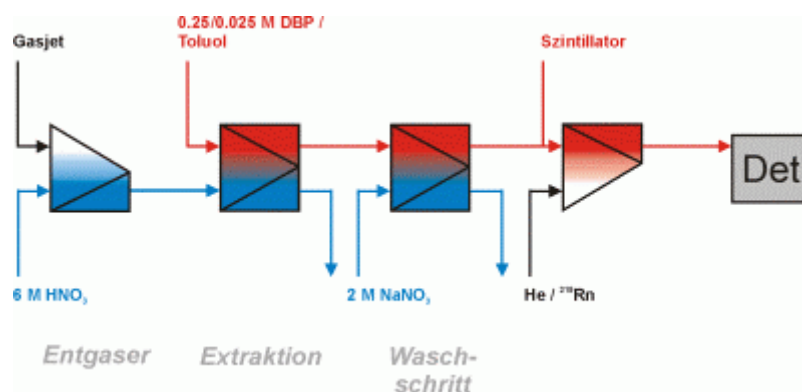 0.25/0.025 M DBP /
Toluol
Gasjet
Szintillator
Det
6 M HNO₃
2 M NaNO₃
He / ²¹⁹Rn
Entgaser
Extraktion
Wasch-
schritt